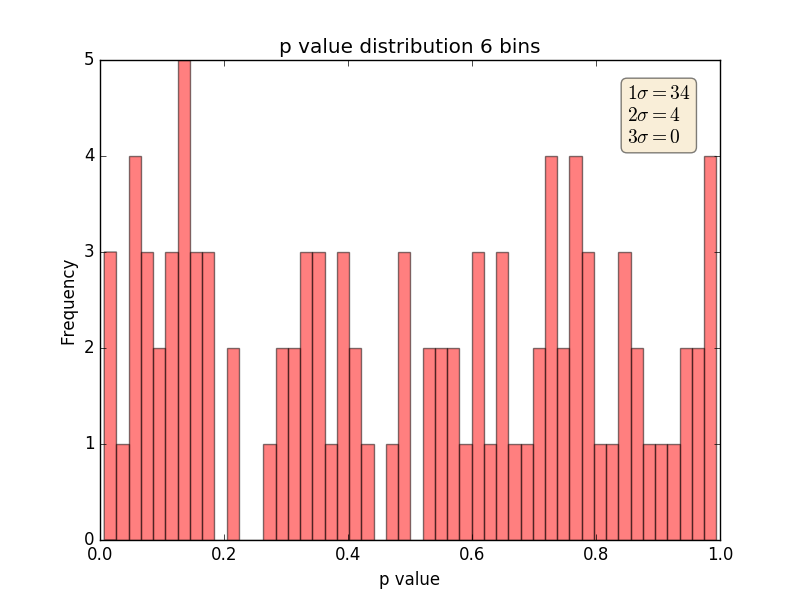 p value distribution 6 bins
1σ = 34
2σ = 4
3σ = 0
Frequency
5
4
3
2
1
0
0.0 0.2 0.4 0.6 0.8 1.0
p value